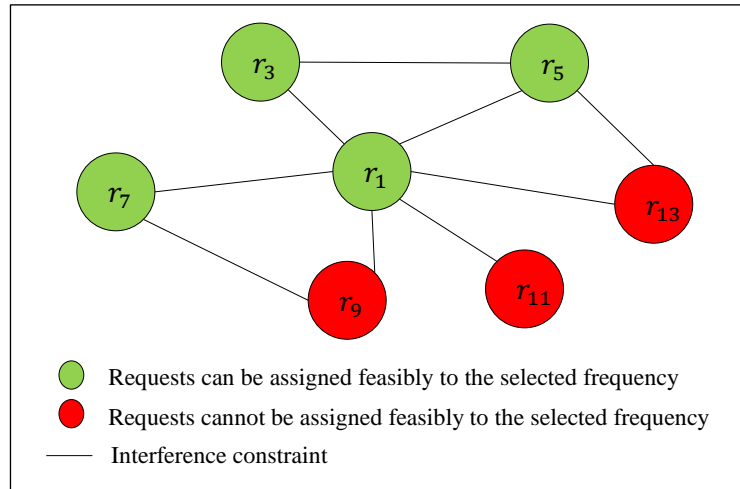 r3
r5
r1
r7
r13
r11
r9
Requests can be assigned feasibly to the selected frequency
Requests cannot be assigned feasibly to the selected frequency
Interference constraint